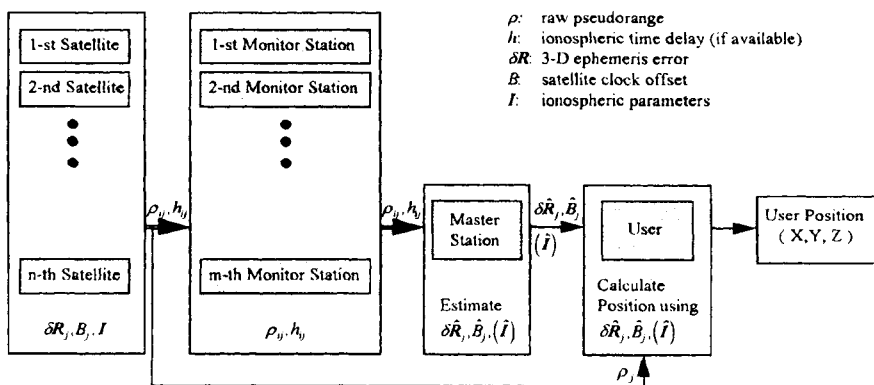 ρ: raw pseudorange
h: ionospheric time delay (if available)
δR: 3-D ephemeris error
B: satellite clock offset
I: ionospheric parameters
1-st Satellite
2-nd Satellite
n-th Satellite
δR_j, B_j, I
ρ_ij, h_ij
1-st Monitor Station
2-nd Monitor Station
m-th Monitor Station
ρ_ij, h_ij
ρ_ij, h_ij
Master
Station
Estimate
δR̂_j, B̂_j, (Î)
δR̂_j, B̂_j
(Î)
User
Calculate
Position using
δR̂_j, B̂_j, (Î)
ρ_j
User Position
( X,Y, Z )